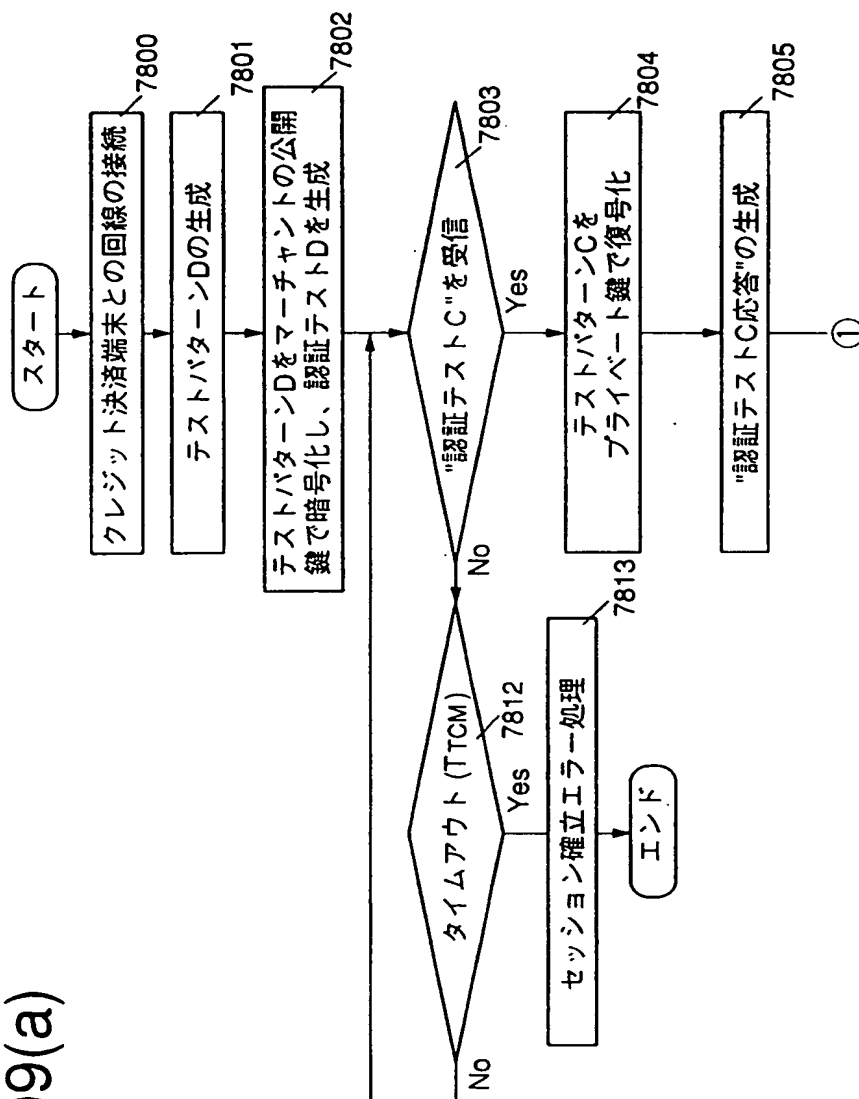 99(a)
スタート
クレジット決済端末との回線の接続
7800
テストパターンDの生成
7801
テストパターンDをマーチャントの公開
鍵で暗号化し、認証テストDを生成
7802
"認証テストC"を受信
7803
Yes
No
テストパターンCを
プライベート鍵で復号化
7804
"認証テストC応答"の生成
7805
①
タイムアウト(TTCM)
7812
Yes
No
セッション確立エラー処理
7813
エンド